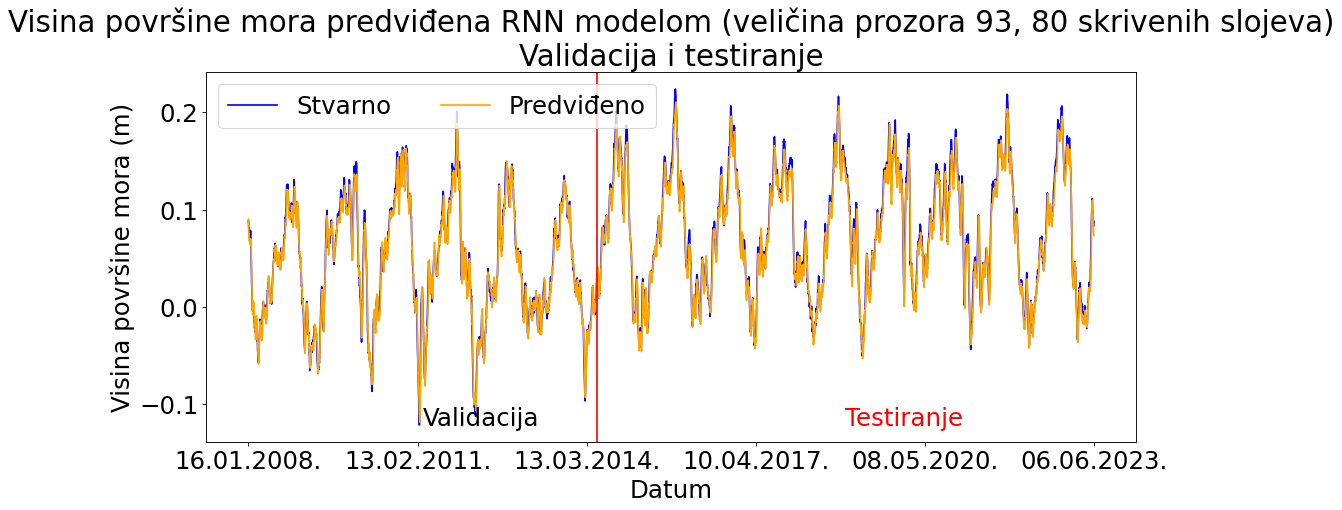 Visina površine mora predviđena RNN modelom (veličina prozora 93, 80 skrivenih slojeva)
Validacija i testiranje
Stvarno
Predviđeno
Visina površine mora (m)
0.2
0.1
0.0
−0.1
Validacija
Testiranje
16.01.2008.
13.02.2011.
13.03.2014.
10.04.2017.
08.05.2020.
06.06.2023.
Datum